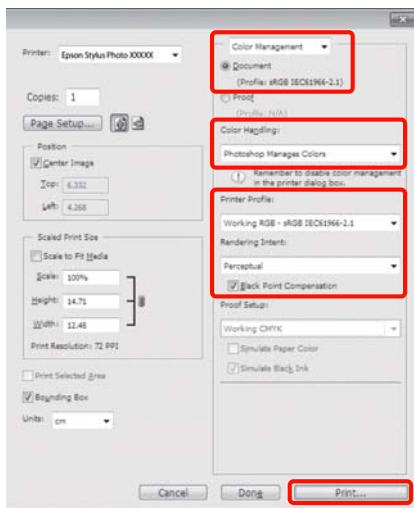 Printer:
Epson Stylus Photo XXXXX
Copies:
1
Page Setup...
Position
Center Image
Top:
6.332
Left:
4.268
Scaled Print Size
Scale to Fit Media
Scale:
100%
Height:
14.71
Width:
12.48
Print Resolution: 72 PPI
Print Selected Area
Bounding Box
Units:
cm
Color Management
Document
(Profile: sRGB IEC61966-2.1)
Proof
(Profile: N/A)
Color Handling:
Photoshop Manages Colors
Remember to disable color management
in the printer dialog box.
Printer Profile:
Working RGB - sRGB IEC61966-2.1
Rendering Intent:
Perceptual
Black Point Compensation
Proof Setup:
Working CMYK
Simulate Paper Color
Simulate Black Ink
Cancel
Done
Print...